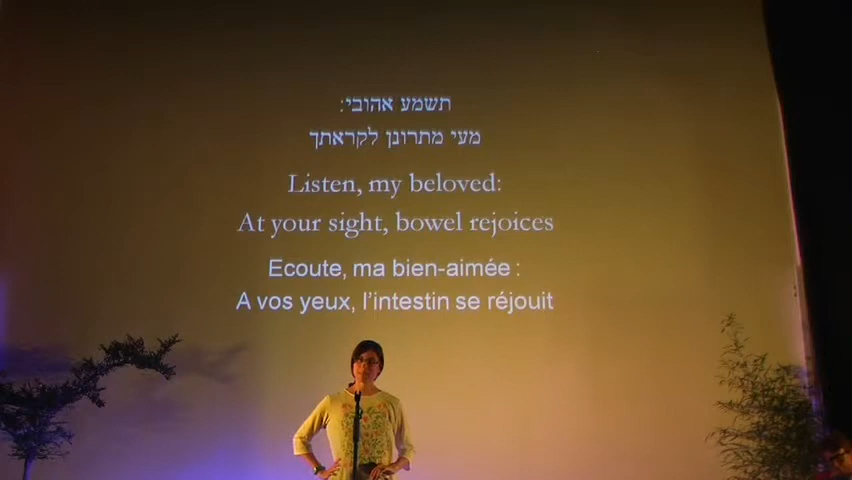 תשמע אהובי:
מעי מתרונן לקראתך
Listen, my beloved:
At your sight, bowel rejoices
Ecoute, ma bien-aimée :
A vos yeux, l'intestin se réjouit